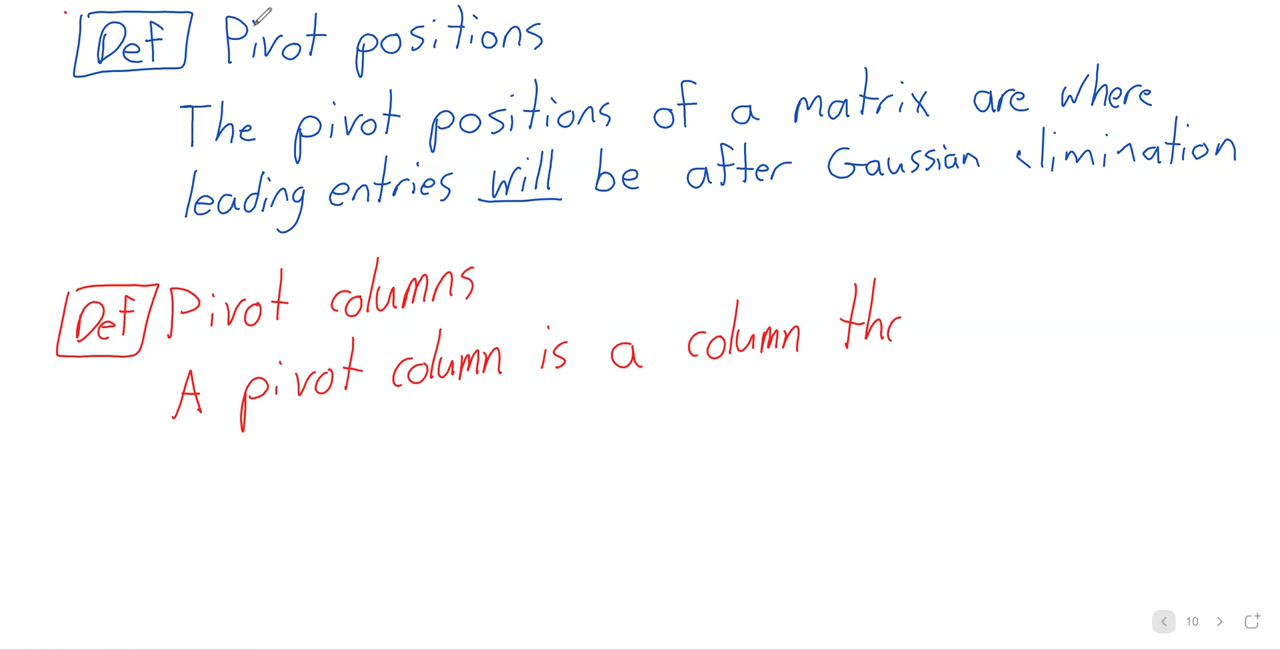 Def Pivot positions
The pivot positions of a matrix are where
leading entries will be after Gaussian elimination
Def Pivot columns
A pivot column is a column tha
10